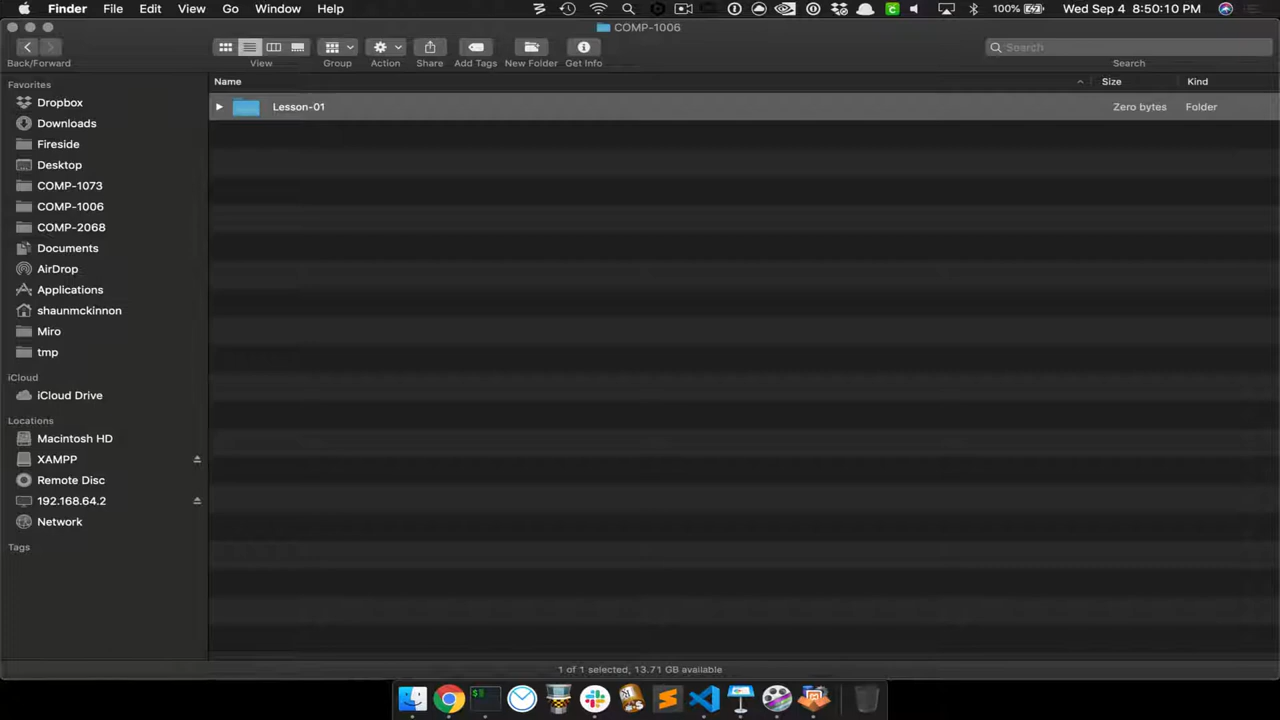 Finder File Edit View Go Window Help 100% Wed Sep 4 8:50:10 PM
COMP-1006
Back/Forward View Group Action Share Add Tags New Folder Get Info Search
Search
Favorites
Dropbox
Downloads
Fireside
Desktop
COMP-1073
COMP-1006
COMP-2068
Documents
AirDrop
Applications
shaunmckinnon
Miro
tmp
iCloud
iCloud Drive
Locations
Macintosh HD
XAMPP
Remote Disc
192.168.64.2
Network
Tags
Name Size Kind
Lesson-01 Zero bytes Folder
1 of 1 selected, 13.71 GB available